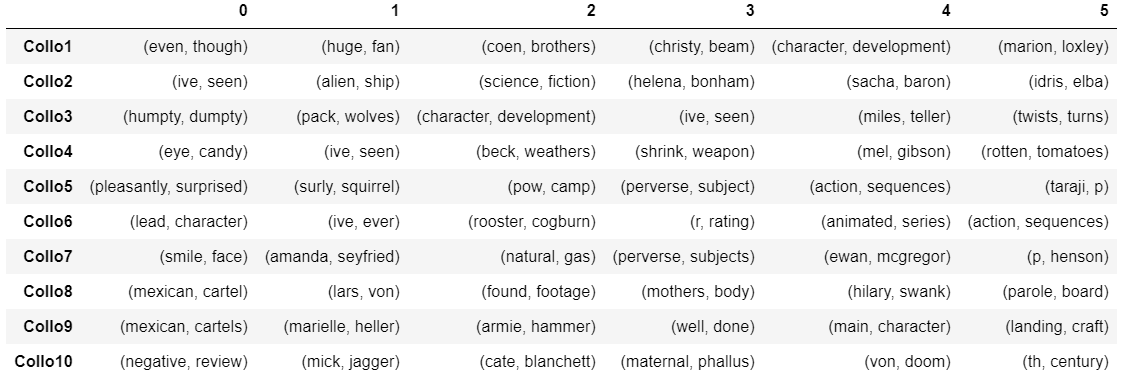 0 1 2 3 4 5
Collo1 (even, though) (huge, fan) (coen, brothers) (christy, beam) (character, development) (marion, loxley)
Collo2 (ive, seen) (alien, ship) (science, fiction) (helena, bonham) (sacha, baron) (idris, elba)
Collo3 (humpty, dumpty) (pack, wolves) (character, development) (ive, seen) (miles, teller) (twists, turns)
Collo4 (eye, candy) (ive, seen) (beck, weathers) (shrink, weapon) (mel, gibson) (rotten, tomatoes)
Collo5 (pleasantly, surprised) (surly, squirrel) (pow, camp) (perverse, subject) (action, sequences) (taraji, p)
Collo6 (lead, character) (ive, ever) (rooster, cogburn) (r, rating) (animated, series) (action, sequences)
Collo7 (smile, face) (amanda, seyfried) (natural, gas) (perverse, subjects) (ewan, mcgregor) (p, henson)
Collo8 (mexican, cartel) (lars, von) (found, footage) (mothers, body) (hilary, swank) (parole, board)
Collo9 (mexican, cartels) (marielle, heller) (armie, hammer) (well, done) (main, character) (landing, craft)
Collo10 (negative, review) (mick, jagger) (cate, blanchett) (maternal, phallus) (von, doom) (th, century)